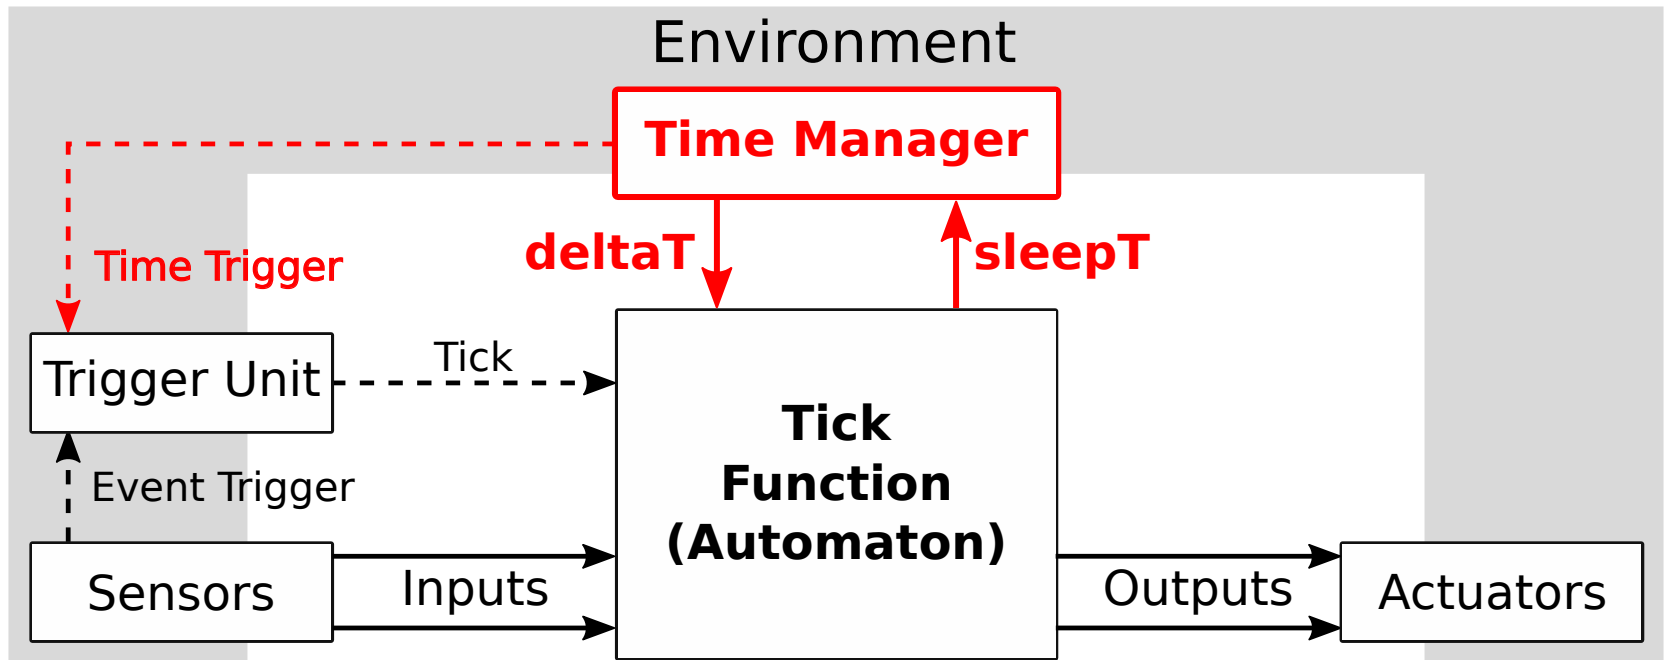 Environment
Time Manager
deltaT
sleepT
Time Trigger
Trigger Unit
Tick
Tick
Function
(Automaton)
Event Trigger
Sensors
Inputs
Outputs
Actuators